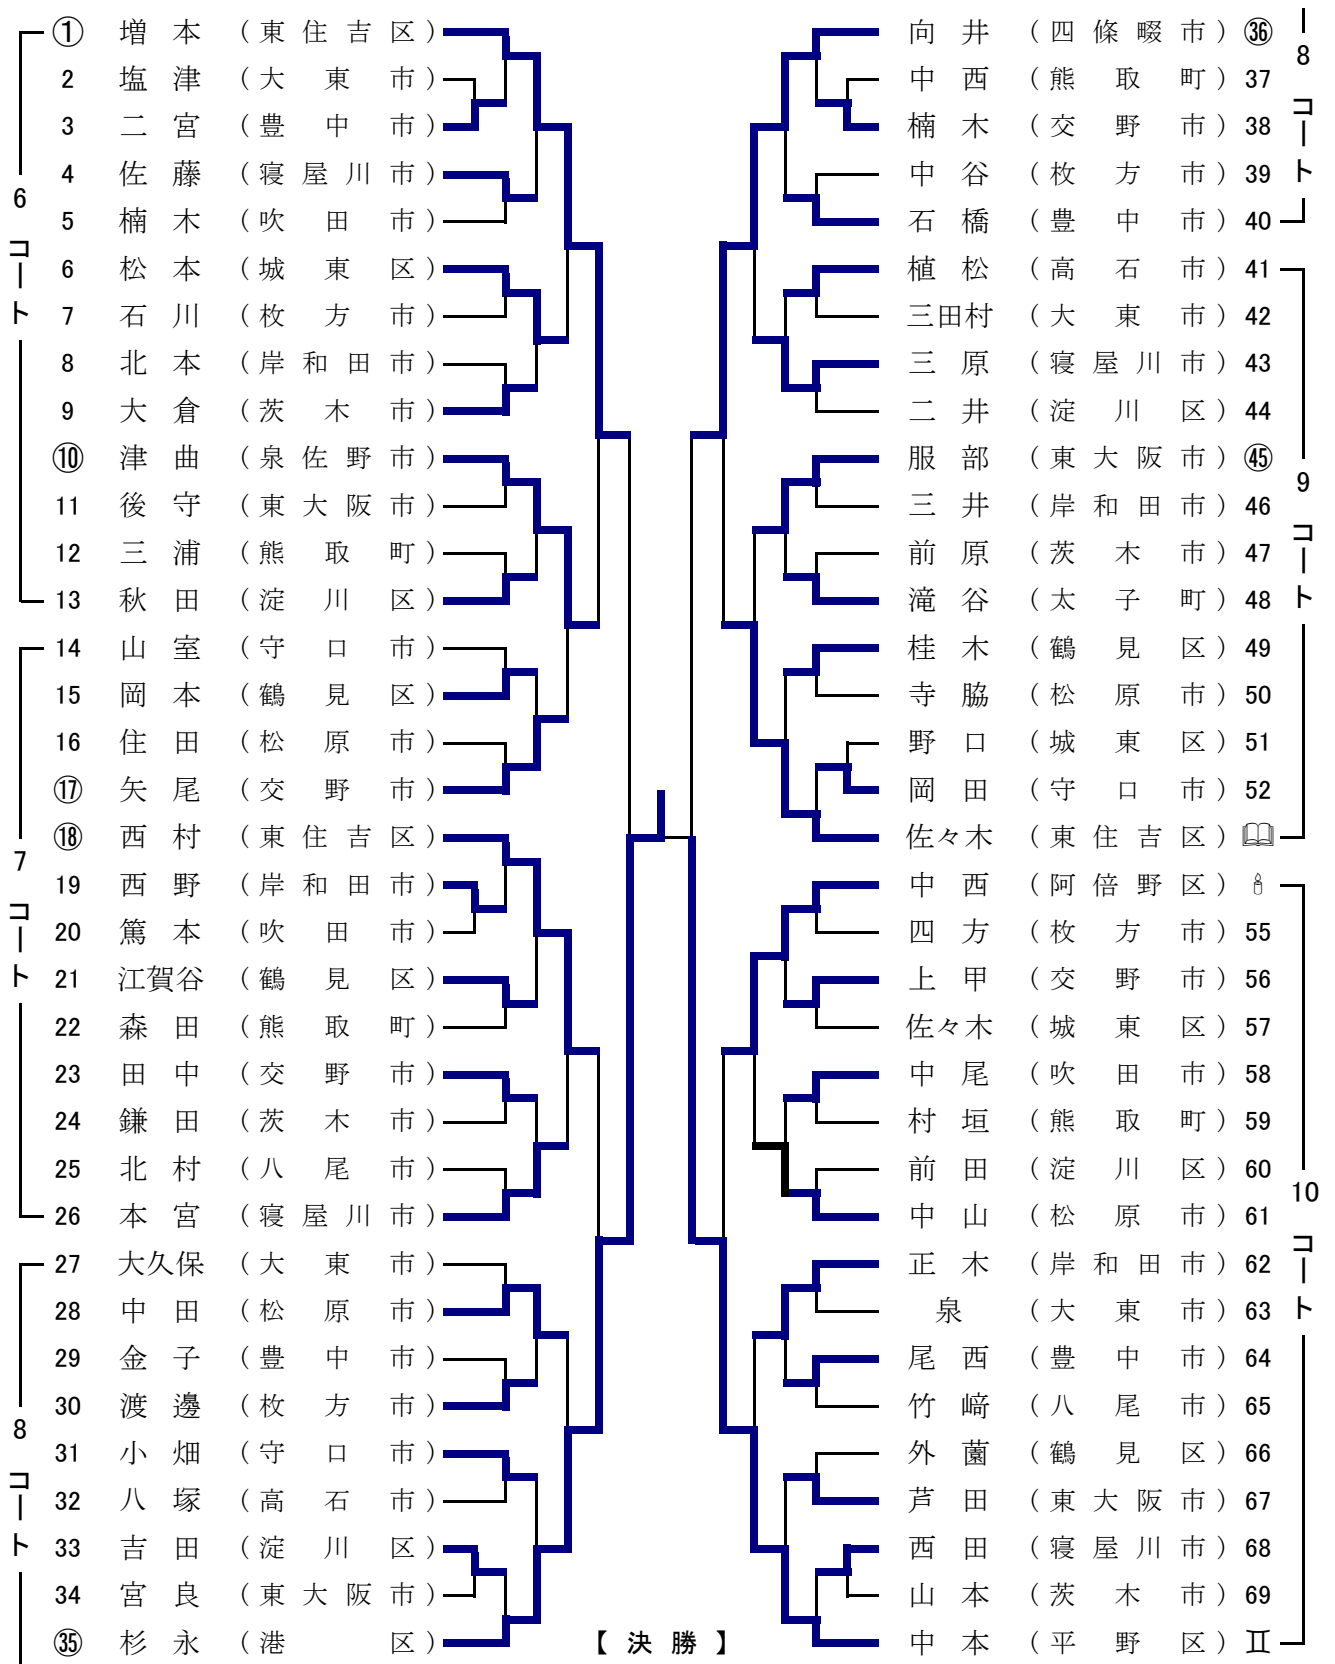 ① 増本 (東住吉区)
2 塩津 (大東市)
3 二宮 (豊中市)
4 佐藤 (寝屋川市)
5 楠木 (吹田市)
6 松本 (城東区)
7 石川 (枚方市)
8 北本 (岸和田市)
9 大倉 (茨木市)
⑩ 津曲 (泉佐野市)
11 後守 (東大阪市)
12 三浦 (熊取町)
13 秋田 (淀川区)
6コート
14 山室 (守口市)
15 岡本 (鶴見区)
16 住田 (松原市)
⑰ 矢尾 (交野市)
⑱ 西村 (東住吉区)
19 西野 (岸和田市)
20 篤本 (吹田市)
21 江賀谷 (鶴見区)
22 森田 (熊取町)
23 田中 (交野市)
24 鎌田 (茨木市)
25 北村 (八尾市)
26 本宮 (寝屋川市)
7コート
27 大久保 (大東市)
28 中田 (松原市)
29 金子 (豊中市)
30 渡邊 (枚方市)
31 小畑 (守口市)
32 八塚 (高石市)
33 吉田 (淀川区)
34 宮良 (東大阪市)
㉟ 杉永 (港区)
8コート
【決勝】
向井 (四條畷市) ㊱
中西 (熊取町) 37
楠木 (交野市) 38
中谷 (枚方市) 39
石橋 (豊中市) 40
8コート
植松 (高石市) 41
三田村 (大東市) 42
三原 (寝屋川市) 43
二井 (淀川区) 44
服部 (東大阪市) ㊺
三井 (岸和田市) 46
前原 (茨木市) 47
滝谷 (太子町) 48
桂木 (鶴見区) 49
寺脇 (松原市) 50
野口 (城東区) 51
岡田 (守口市) 52
佐々木 (東住吉区) 🕮
9コート
中西 (阿倍野区) 🕯
四方 (枚方市) 55
上甲 (交野市) 56
佐々木 (城東区) 57
中尾 (吹田市) 58
村垣 (熊取町) 59
前田 (淀川区) 60
中山 (松原市) 61
正木 (岸和田市) 62
泉 (大東市) 63
尾西 (豊中市) 64
竹﨑 (八尾市) 65
外薗 (鶴見区) 66
芦田 (東大阪市) 67
西田 (寝屋川市) 68
山本 (茨木市) 69
中本 (平野区) ♊
10コート